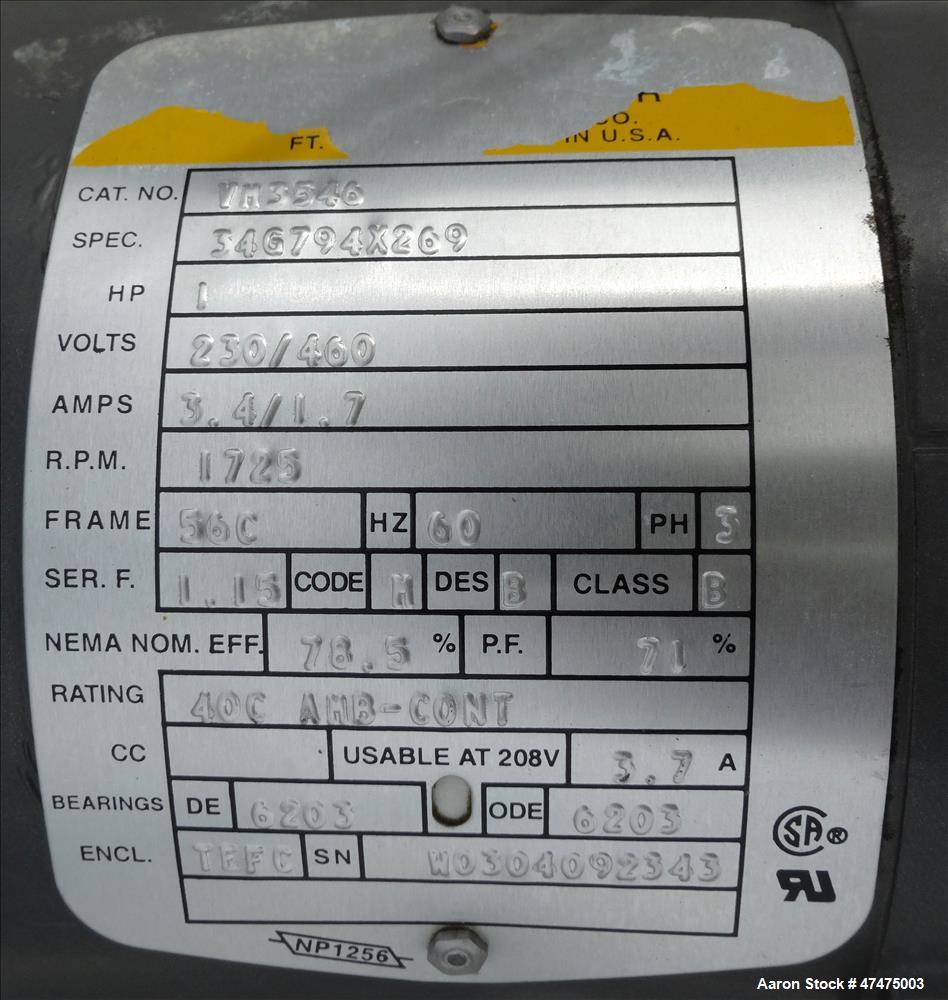 FT.
CO.
IN U.S.A.
CAT. NO. VM3546
SPEC. 34G794X269
HP 1
VOLTS 230/460
AMPS 3.4/1.7
R.P.M. 1725
FRAME 56C HZ 60 PH 3
SER. F. 1.15 CODE M DES B CLASS B
NEMA NOM. EFF. 78.5 % P.F. 71 %
RATING 40C AMB-CONT
CC USABLE AT 208V 3.7 A
BEARINGS DE 6203 ODE 6203
ENCL. TEFC SN W0304092343
SA ®
RU
NP1256
Aaron Stock # 47475003